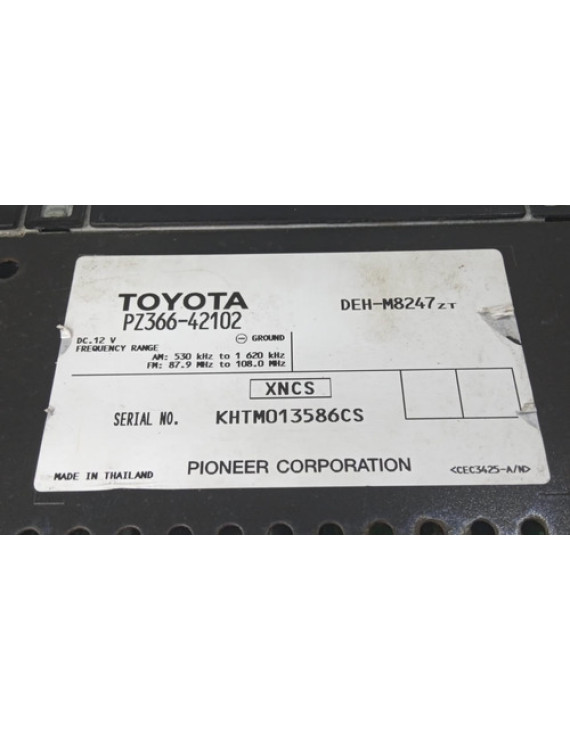 TOYOTA
PZ366-42102
DEH-M8247ZT
DC.12 V
⊖ GROUND
FREQUENCY RANGE
AM: 530 kHz to 1 620 kHz
FM: 87.9 MHz to 108.0 MHz
XNCS
SERIAL NO. KHTM013586CS
MADE IN THAILAND
PIONEER CORPORATION
<CEC3425-A/N>